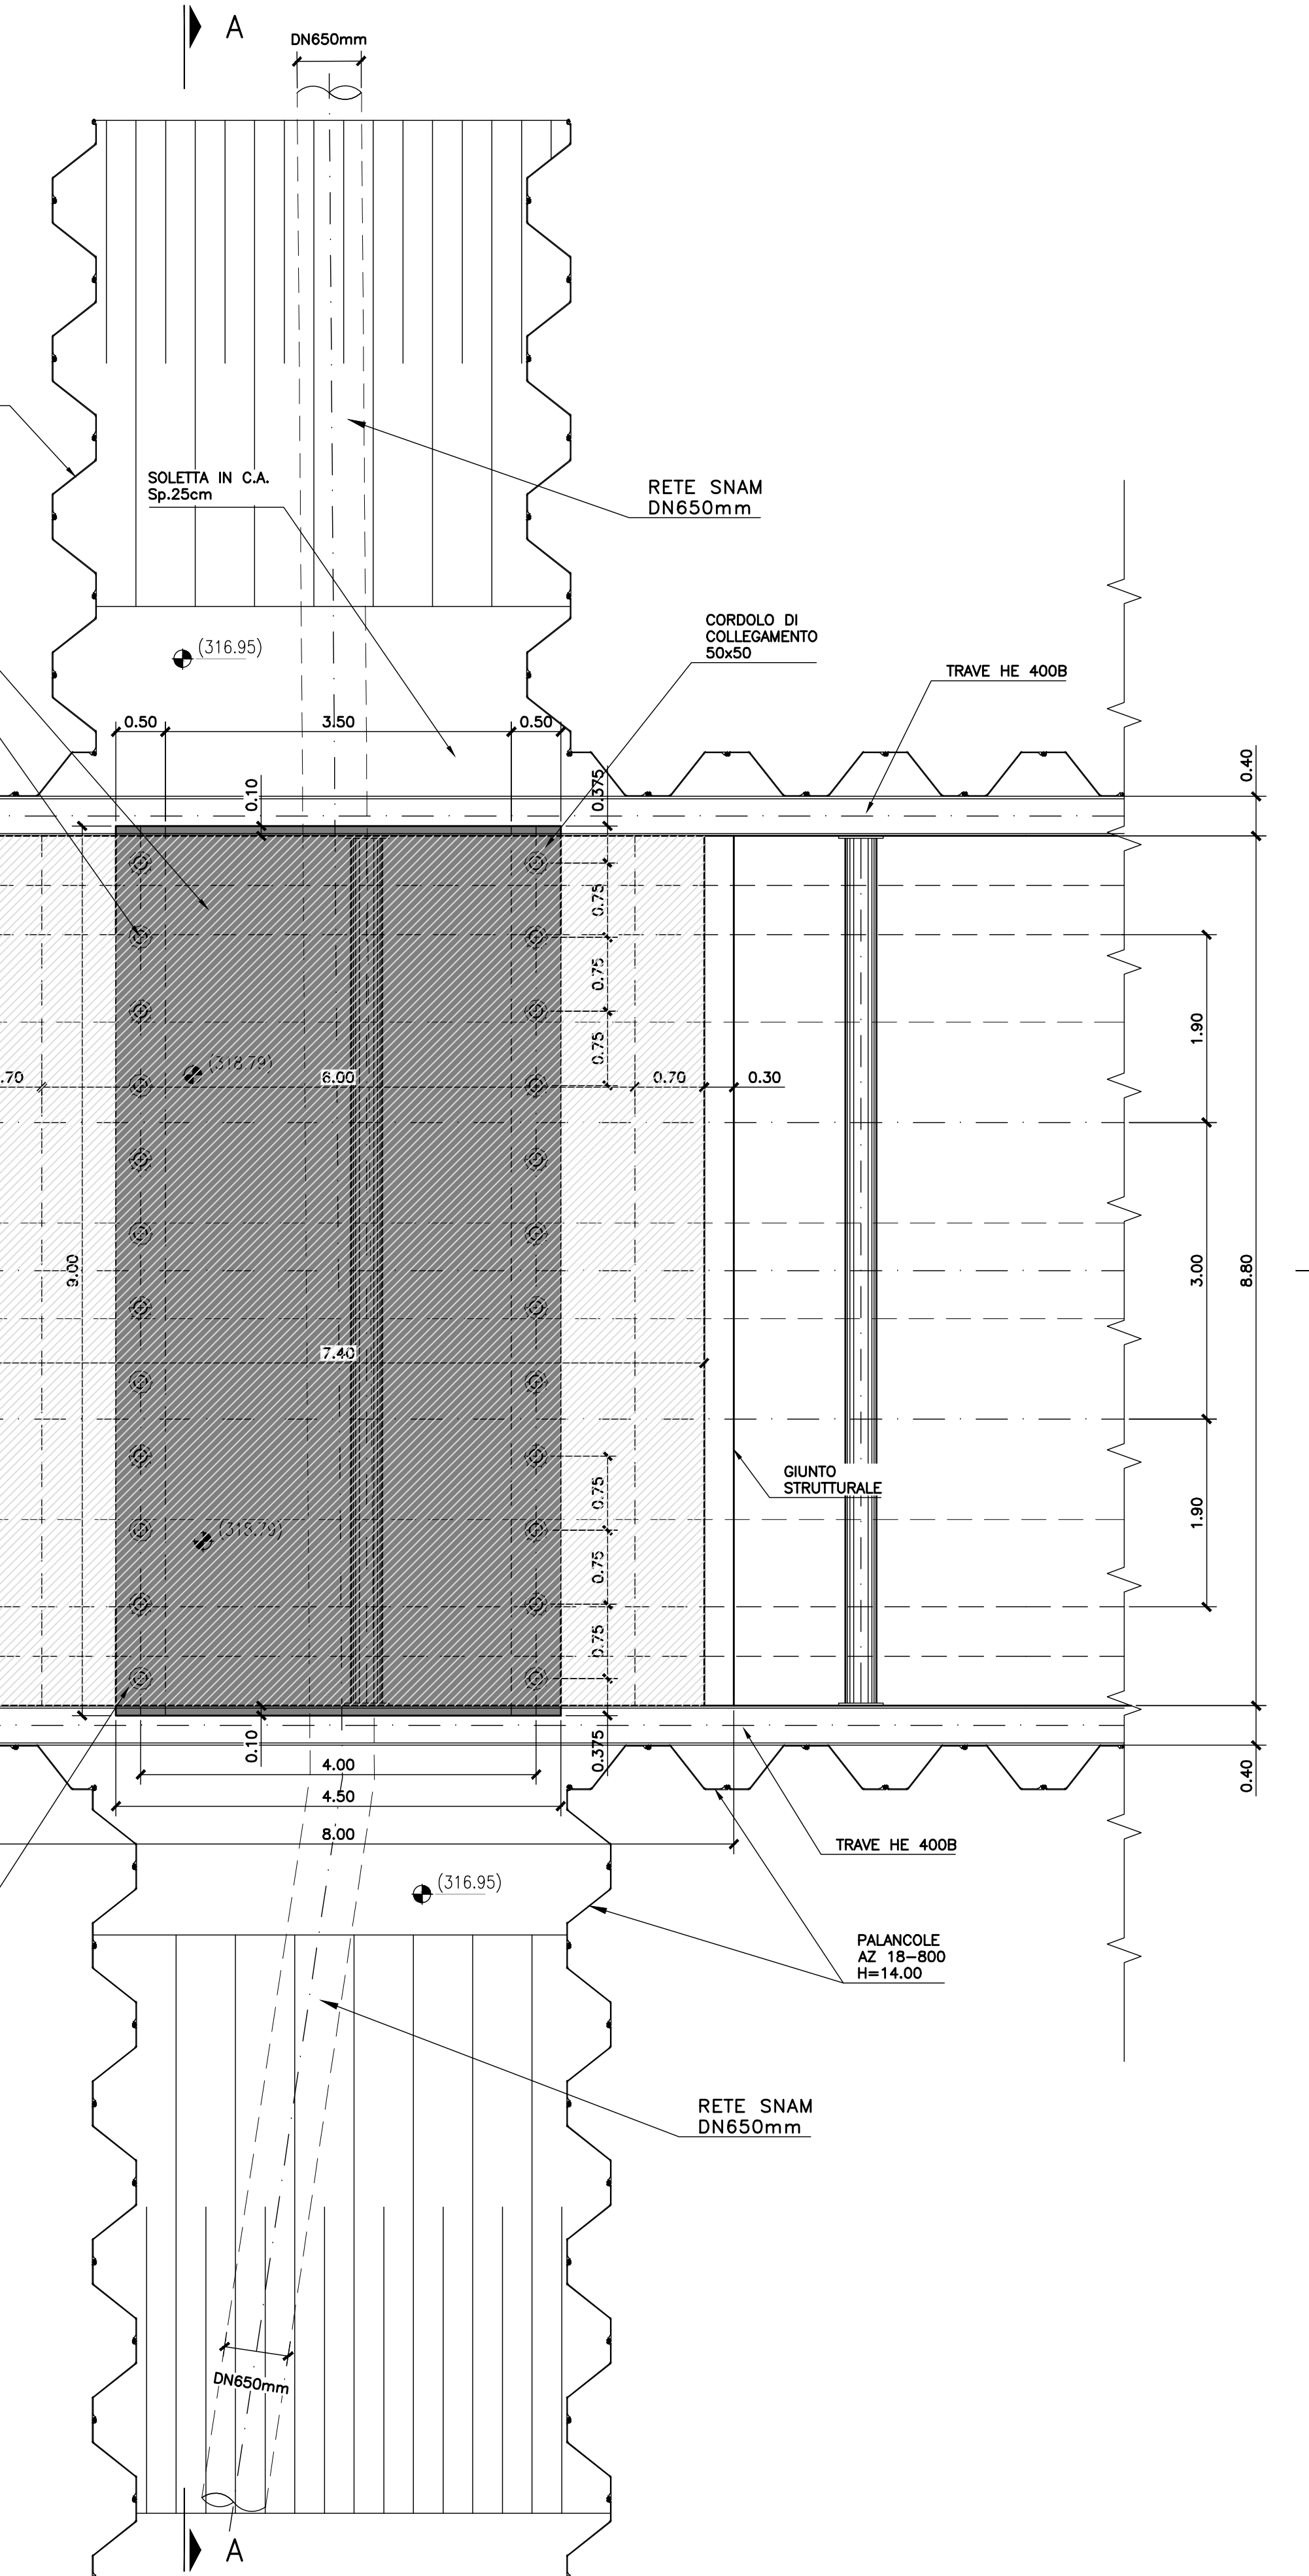 A
DN650mm
SOLETTA IN C.A.
Sp.25cm
RETE SNAM
DN650mm
(316.95)
CORDOLO DI
COLLEGAMENTO
50x50
TRAVE HE 400B
0.50
3.50
0.50
0.10
0.375
0.40
0.75
0.75
0.75
1.90
(318.79)
.70
6.00
0.70
0.30
9.00
3.00
8.80
7.40
GIUNTO
STRUTTURALE
0.75
0.75
0.75
1.90
0.10
0.375
0.40
4.00
4.50
8.00
TRAVE HE 400B
(316.95)
PALANCOLE
AZ 18-800
H=14.00
RETE SNAM
DN650mm
DN650mm
A